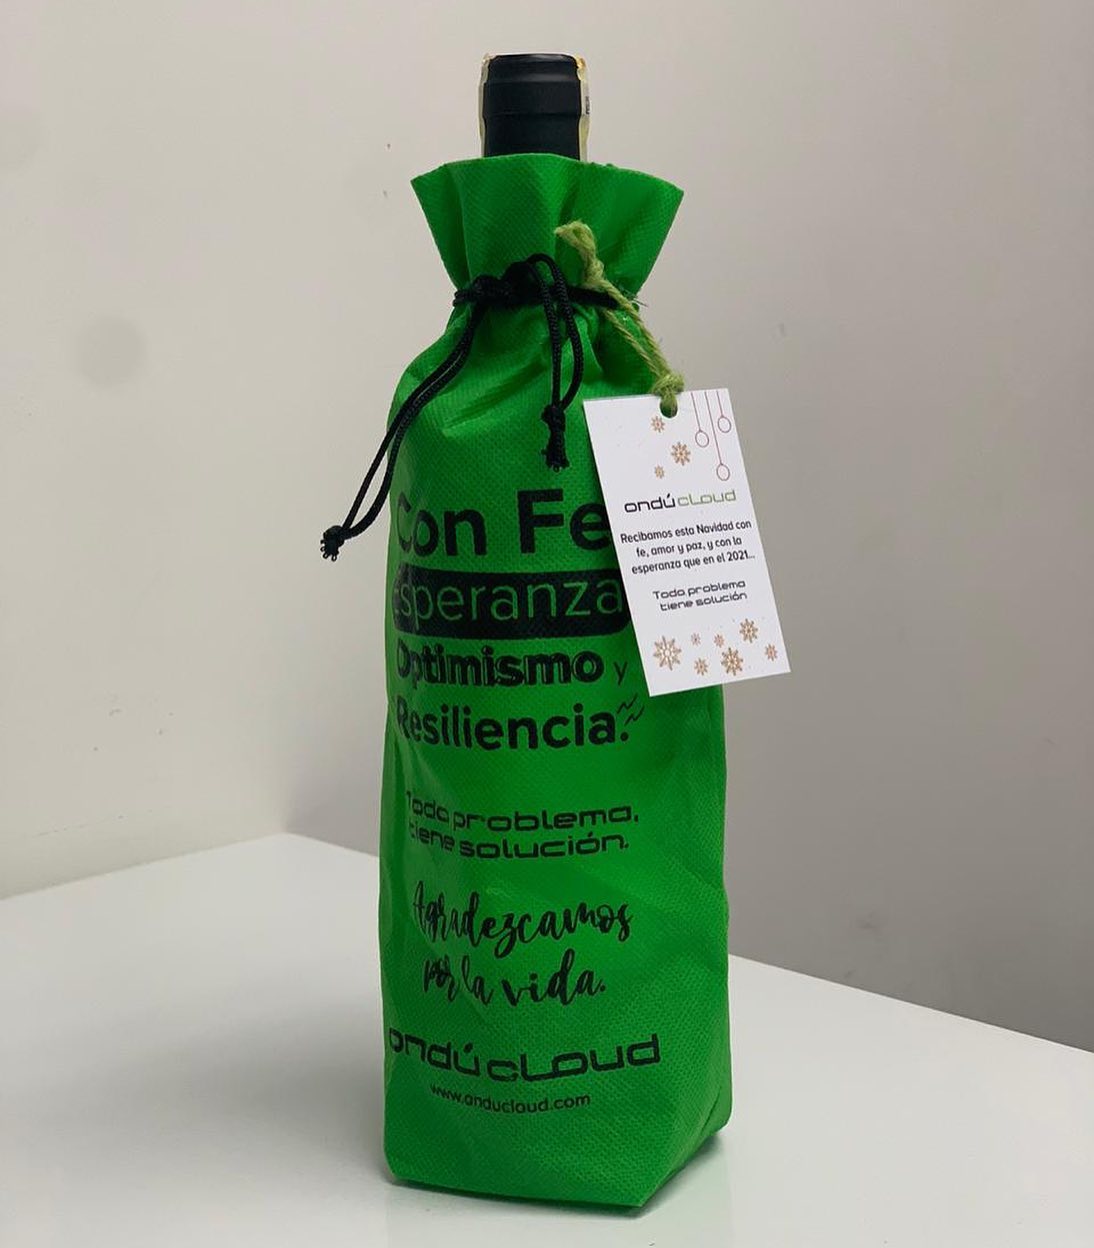 Con Fe
Esperanza
Optimismo y
Resiliencia.
Todo problema,
tiene solución.
Agradezcamos
por la vida.
ondú cloud
www.onducloud.com
ondú cloud
Recibamos esta Navidad con
fe, amor y paz, y con la
esperanza que en el 2021...
Todo problema
tiene solución